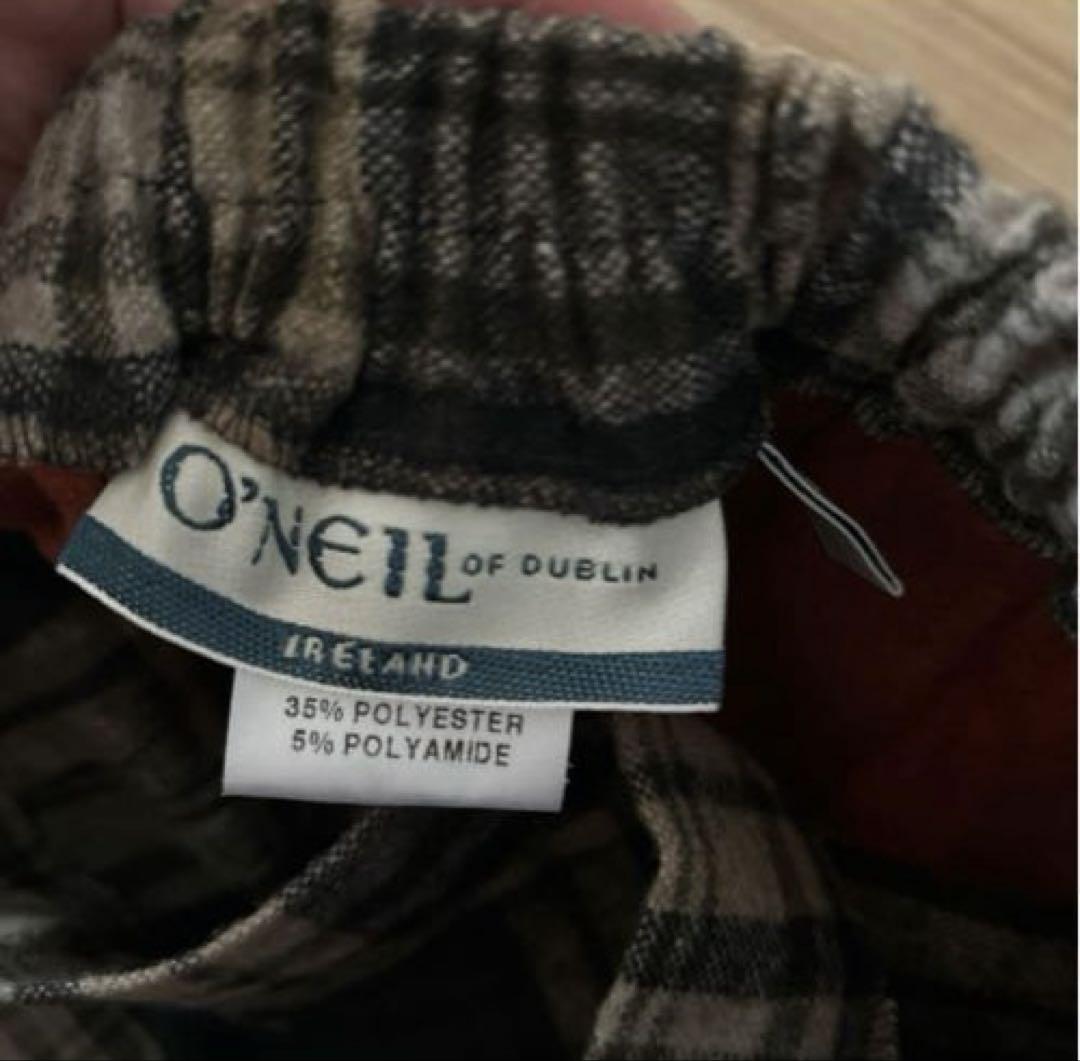 O'NEIL OF DUBLIN
IRELAND
35% POLYESTER
5% POLYAMIDE